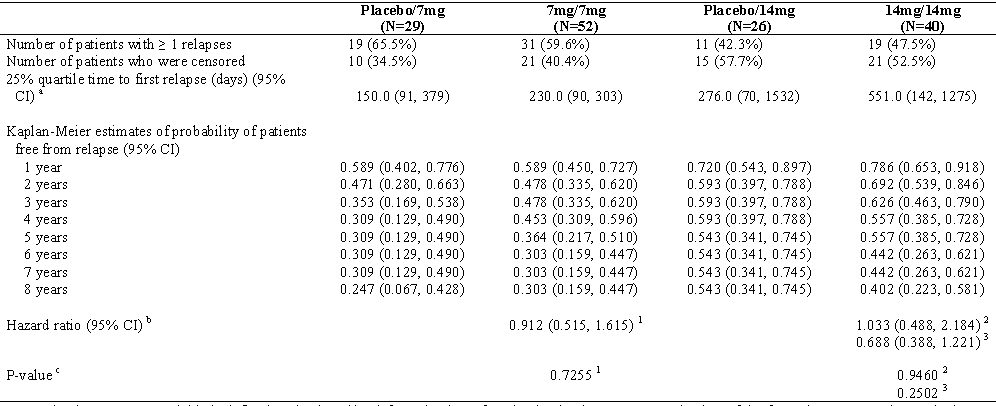 Placebo/7mg 7mg/7mg Placebo/14mg 14mg/14mg
(N=29) (N=52) (N=26) (N=40)
Number of patients with ≥ 1 relapses 19 (65.5%) 31 (59.6%) 11 (42.3%) 19 (47.5%)
Number of patients who were censored 10 (34.5%) 21 (40.4%) 15 (57.7%) 21 (52.5%)
25% quartile time to first relapse (days) (95%
CI) a 150.0 (91, 379) 230.0 (90, 303) 276.0 (70, 1532) 551.0 (142, 1275)
Kaplan-Meier estimates of probability of patients
free from relapse (95% CI)
1 year 0.589 (0.402, 0.776) 0.589 (0.450, 0.727) 0.720 (0.543, 0.897) 0.786 (0.653, 0.918)
2 years 0.471 (0.280, 0.663) 0.478 (0.335, 0.620) 0.593 (0.397, 0.788) 0.692 (0.539, 0.846)
3 years 0.353 (0.169, 0.538) 0.478 (0.335, 0.620) 0.593 (0.397, 0.788) 0.626 (0.463, 0.790)
4 years 0.309 (0.129, 0.490) 0.453 (0.309, 0.596) 0.593 (0.397, 0.788) 0.557 (0.385, 0.728)
5 years 0.309 (0.129, 0.490) 0.364 (0.217, 0.510) 0.543 (0.341, 0.745) 0.557 (0.385, 0.728)
6 years 0.309 (0.129, 0.490) 0.303 (0.159, 0.447) 0.543 (0.341, 0.745) 0.442 (0.263, 0.621)
7 years 0.309 (0.129, 0.490) 0.303 (0.159, 0.447) 0.543 (0.341, 0.745) 0.442 (0.263, 0.621)
8 years 0.247 (0.067, 0.428) 0.303 (0.159, 0.447) 0.543 (0.341, 0.745) 0.402 (0.223, 0.581)
Hazard ratio (95% CI) b 0.912 (0.515, 1.615) 1 1.033 (0.488, 2.184) 2
0.688 (0.388, 1.221) 3
P-value c 0.7255 1 0.9460 2
0.2502 3